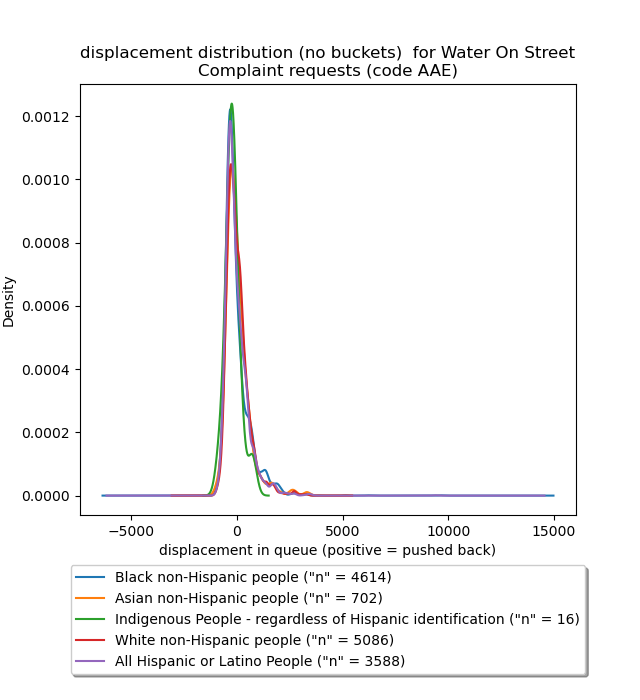 displacement distribution (no buckets)  for Water On Street
Complaint requests (code AAE)
Density
0.0012
0.0010
0.0008
0.0006
0.0004
0.0002
0.0000
−5000 0 5000 10000 15000
displacement in queue (positive = pushed back)
Black non-Hispanic people ("n" = 4614)
Asian non-Hispanic people ("n" = 702)
Indigenous People - regardless of Hispanic identification ("n" = 16)
White non-Hispanic people ("n" = 5086)
All Hispanic or Latino People ("n" = 3588)